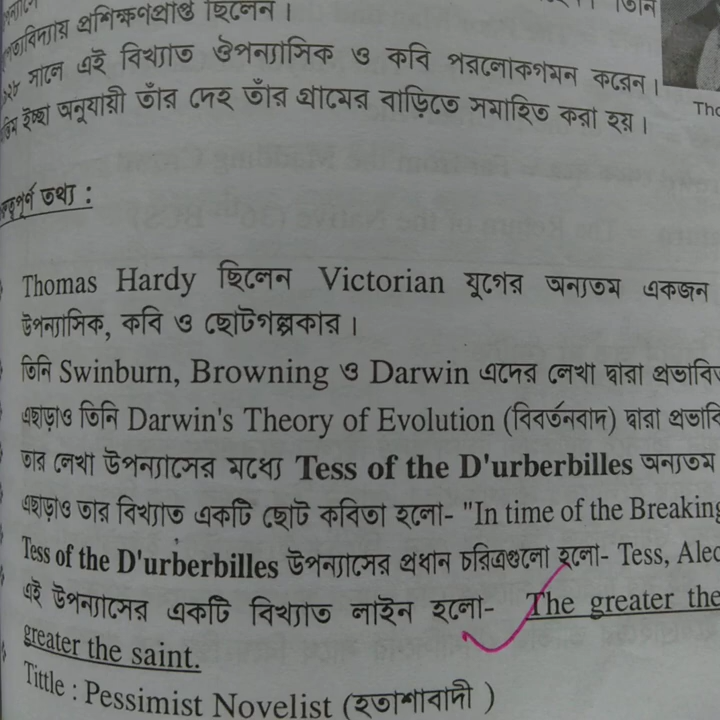 প্রশিক্ষণপ্রাপ্ত ছিলেন।
তিনি
সালে এই বিখ্যাত ঔপন্যাসিক ও কবি পরলোকগমন করেন।
ইচ্ছা অনুযায়ী তাঁর দেহ তাঁর গ্রামের বাড়িতে সমাহিত করা হয়।
তথ্য :
Thomas Hardy ছিলেন Victorian যুগের অন্যতম একজন
উপন্যাসিক, কবি ও ছোটগল্পকার।
তিনি Swinburn, Browning ও Darwin এদের লেখা দ্বারা
এছাড়াও তিনি Darwin's Theory of Evolution (বিবর্তনবাদ) দ্বারা
তার লেখা উপন্যাসের মধ্যে Tess of the D'urberbilles অন্যতম
এছাড়াও তার বিখ্যাত একটি ছোট কবিতা হলো- "In time of the Breaking
Tess of the D'urberbilles উপন্যাসের প্রধান চরিত্রগুলো হলো- Tess, Alec
এই উপন্যাসের একটি বিখ্যাত লাইন হলো- The greater the
greater the saint.
Tittle : Pessimist Novelist (হতাশাবাদী )